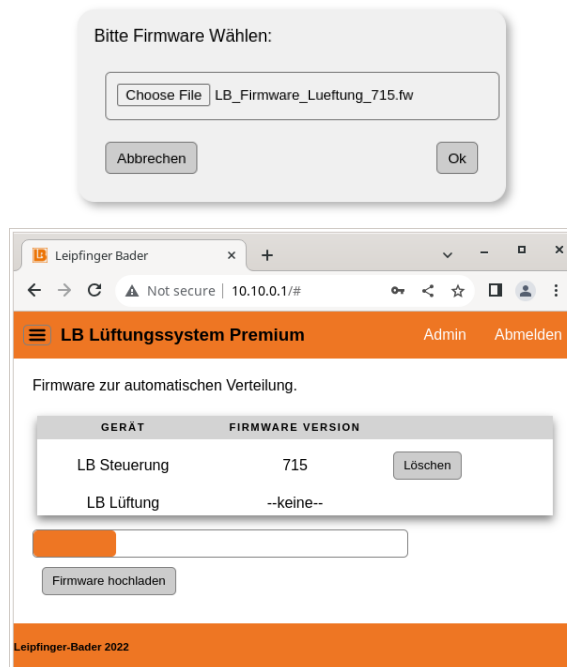 Bitte Firmware Wählen:
Choose File LB_Firmware_Lueftung_715.fw
Abbrechen Ok
LB Leipfinger Bader
Not secure | 10.10.0.1/#
LB Lüftungssystem Premium Admin Abmelden
Firmware zur automatischen Verteilung.
GERÄT FIRMWARE VERSION
LB Steuerung 715 Löschen
LB Lüftung --keine--
Firmware hochladen
Leipfinger-Bader 2022